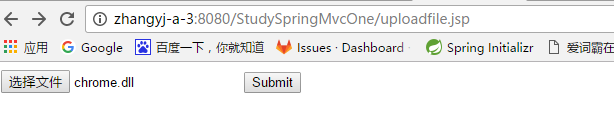 zhangyj-a-3:8080/StudySpringMvcOne/uploadfile.jsp
应用 Google 百度一下，你就知道 Issues · Dashboard · Spring Initializr 爱词霸在
选择文件 chrome.dll Submit